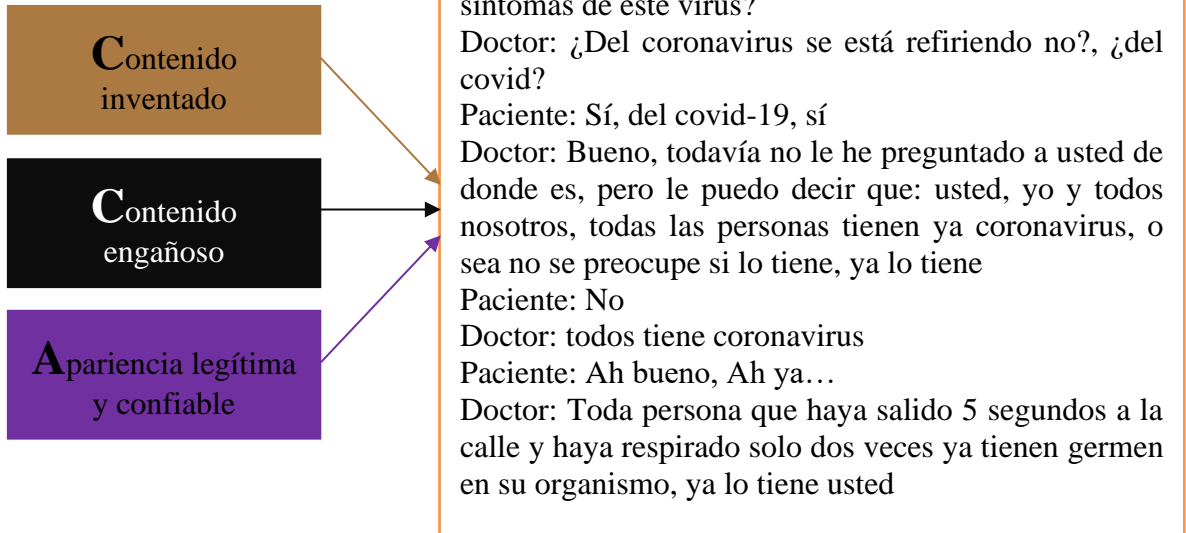 Contenido
inventado
Contenido
engañoso
Apariencia legítima
y confiable
síntomas de este virus?
Doctor: ¿Del coronavirus se está refiriendo no?, ¿del
covid?
Paciente: Sí, del covid-19, sí
Doctor: Bueno, todavía no le he preguntado a usted de
donde es, pero le puedo decir que: usted, yo y todos
nosotros, todas las personas tienen ya coronavirus, o
sea no se preocupe si lo tiene, ya lo tiene
Paciente: No
Doctor: todos tiene coronavirus
Paciente: Ah bueno, Ah ya…
Doctor: Toda persona que haya salido 5 segundos a la
calle y haya respirado solo dos veces ya tienen germen
en su organismo, ya lo tiene usted